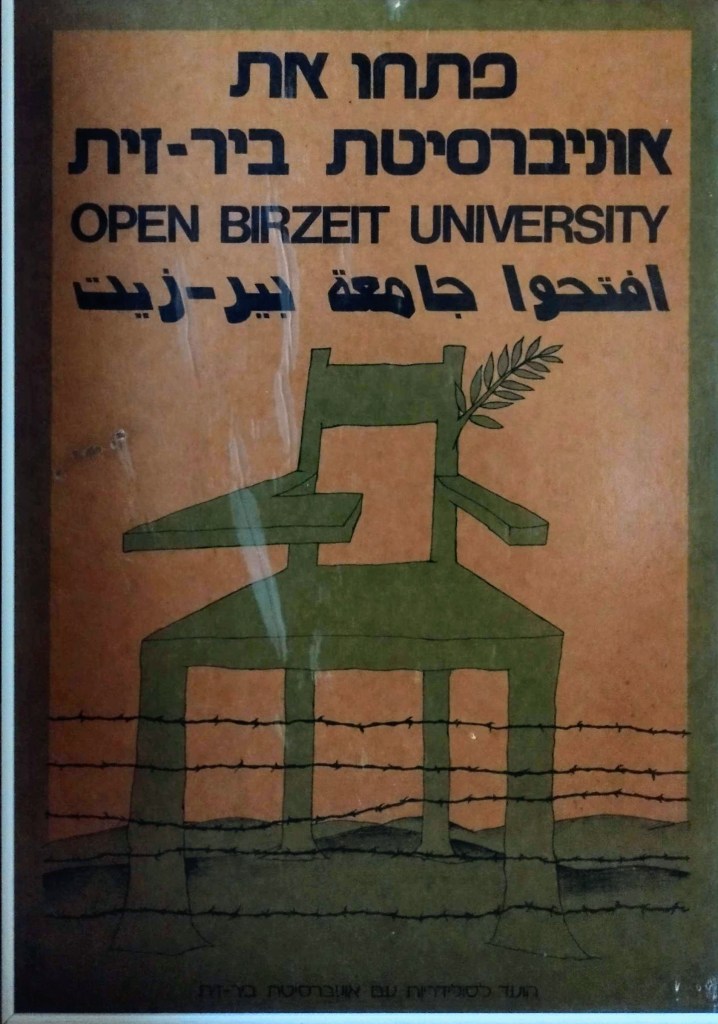 פתחו את
אוניברסיטת ביר-זית
OPEN BIRZEIT UNIVERSITY
افتحوا جامعة بير-زيت
הועד לסולידריות עם אוניברסיטת ביר-זית